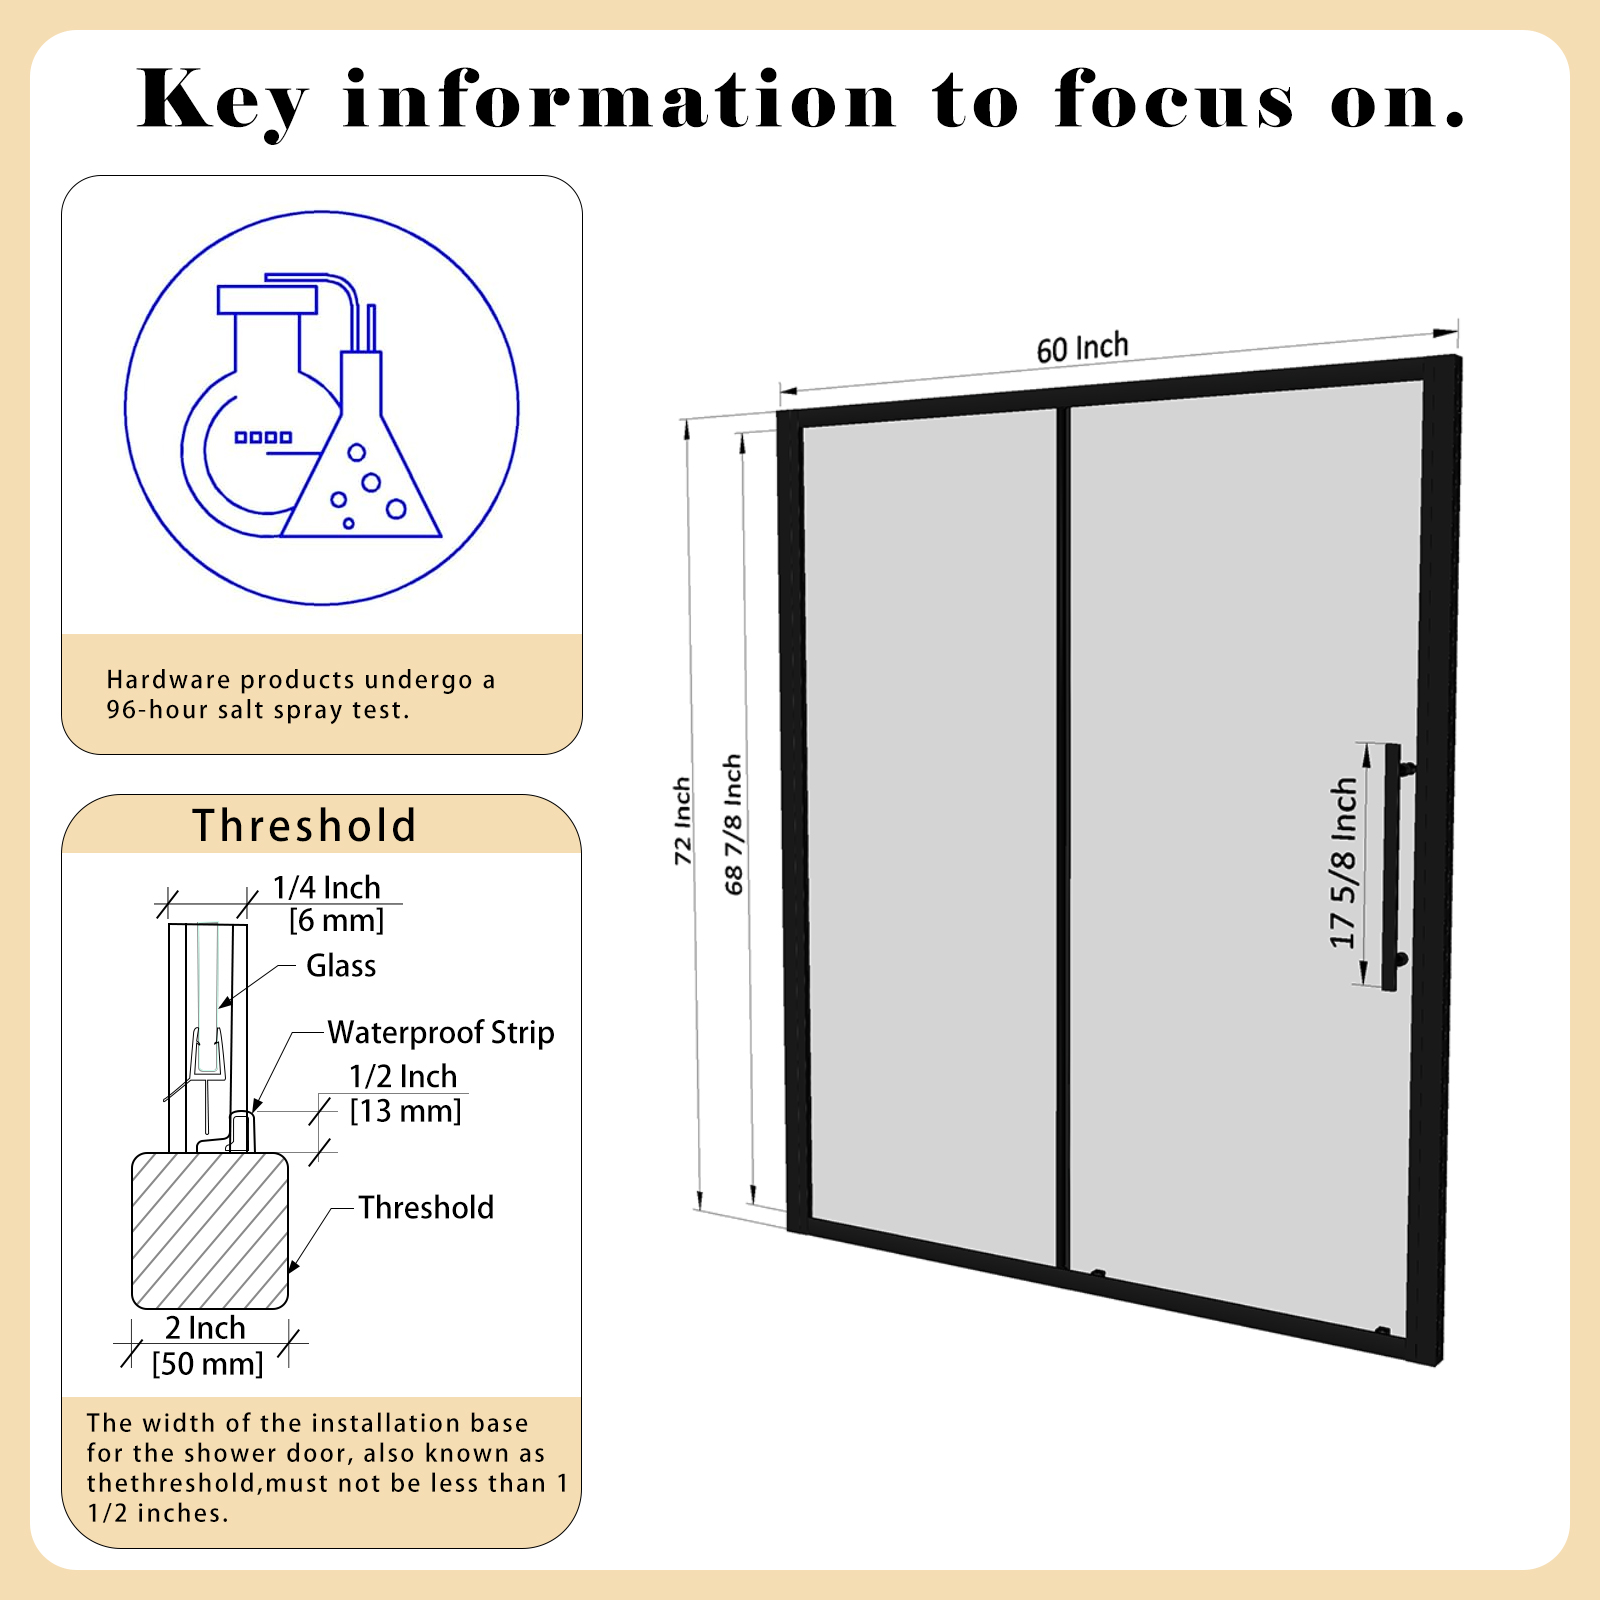 Key information to focus on.
Hardware products undergo a
96-hour salt spray test.
Threshold
1/4 Inch
[6 mm]
Glass
Waterproof Strip
1/2 Inch
[13 mm]
Threshold
2 Inch
[50 mm]
The width of the installation base
for the shower door, also known as
thethreshold,must not be less than 1
1/2 inches.
60 Inch
72 Inch
68 7/8 Inch
17 5/8 Inch